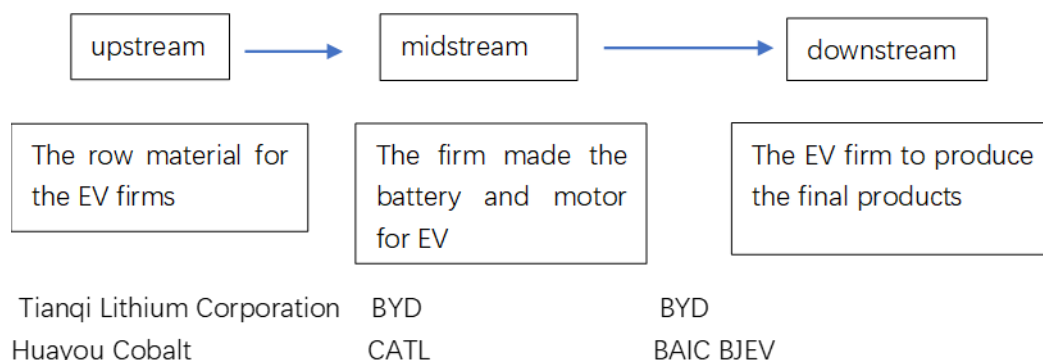 upstream
midstream
downstream
The row material for
the EV firms
The firm made the
battery and motor
for EV
The EV firm to produce
the final products
Tianqi Lithium Corporation BYD BYD
Huayou Cobalt CATL BAIC BJEV